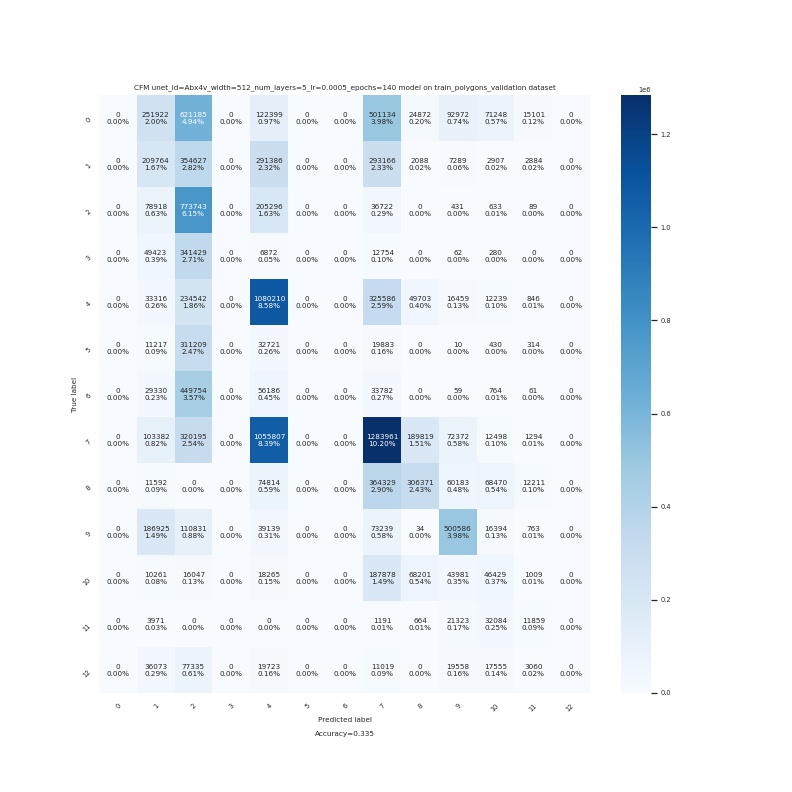 CFM unet_id=Abx4v_width=512_num_layers=5_lr=0.0005_epochs=140 model on train_polygons_validation dataset
1e6
0 0 251922 621185 0 122399 0 0 501134 24872 92972 71248 15101 0
0.00% 2.00% 4.94% 0.00% 0.97% 0.00% 0.00% 3.98% 0.20% 0.74% 0.57% 0.12% 0.00%
1 0 209764 354627 0 291386 0 0 293166 2088 7289 2907 2884 0
0.00% 1.67% 2.82% 0.00% 2.32% 0.00% 0.00% 2.33% 0.02% 0.06% 0.02% 0.02% 0.00%
2 0 78918 773743 0 205296 0 0 36722 0 431 633 89 0
0.00% 0.63% 6.15% 0.00% 1.63% 0.00% 0.00% 0.29% 0.00% 0.00% 0.01% 0.00% 0.00%
3 0 49423 341429 0 6872 0 0 12754 0 62 280 0 0
0.00% 0.39% 2.71% 0.00% 0.05% 0.00% 0.00% 0.10% 0.00% 0.00% 0.00% 0.00% 0.00%
4 0 33316 234542 0 1080210 0 0 325586 49703 16459 12239 846 0
0.00% 0.26% 1.86% 0.00% 8.58% 0.00% 0.00% 2.59% 0.40% 0.13% 0.10% 0.01% 0.00%
5 0 11217 311209 0 32721 0 0 19883 0 10 430 314 0
0.00% 0.09% 2.47% 0.00% 0.26% 0.00% 0.00% 0.16% 0.00% 0.00% 0.00% 0.00% 0.00%
6 0 29330 449754 0 56186 0 0 33782 0 59 764 61 0
0.00% 0.23% 3.57% 0.00% 0.45% 0.00% 0.00% 0.27% 0.00% 0.00% 0.01% 0.00% 0.00%
7 0 103382 320195 0 1055807 0 0 1283961 189819 72372 12498 1294 0
0.00% 0.82% 2.54% 0.00% 8.39% 0.00% 0.00% 10.20% 1.51% 0.58% 0.10% 0.01% 0.00%
8 0 11592 0 0 74814 0 0 364329 306371 60183 68470 12211 0
0.00% 0.09% 0.00% 0.00% 0.59% 0.00% 0.00% 2.90% 2.43% 0.48% 0.54% 0.10% 0.00%
9 0 186925 110831 0 39139 0 0 73239 34 500586 16394 763 0
0.00% 1.49% 0.88% 0.00% 0.31% 0.00% 0.00% 0.58% 0.00% 3.98% 0.13% 0.01% 0.00%
10 0 10261 16047 0 18265 0 0 187878 68201 43981 46429 1009 0
0.00% 0.08% 0.13% 0.00% 0.15% 0.00% 0.00% 1.49% 0.54% 0.35% 0.37% 0.01% 0.00%
11 0 3971 0 0 0 0 0 1191 664 21323 32084 11859 0
0.00% 0.03% 0.00% 0.00% 0.00% 0.00% 0.00% 0.01% 0.01% 0.17% 0.25% 0.09% 0.00%
12 0 36073 77335 0 19723 0 0 11019 0 19558 17555 3060 0
0.00% 0.29% 0.61% 0.00% 0.16% 0.00% 0.00% 0.09% 0.00% 0.16% 0.14% 0.02% 0.00%
True label
0 1 2 3 4 5 6 7 8 9 10 11 12
Predicted label
Accuracy=0.335
1.2
1.0
0.8
0.6
0.4
0.2
0.0